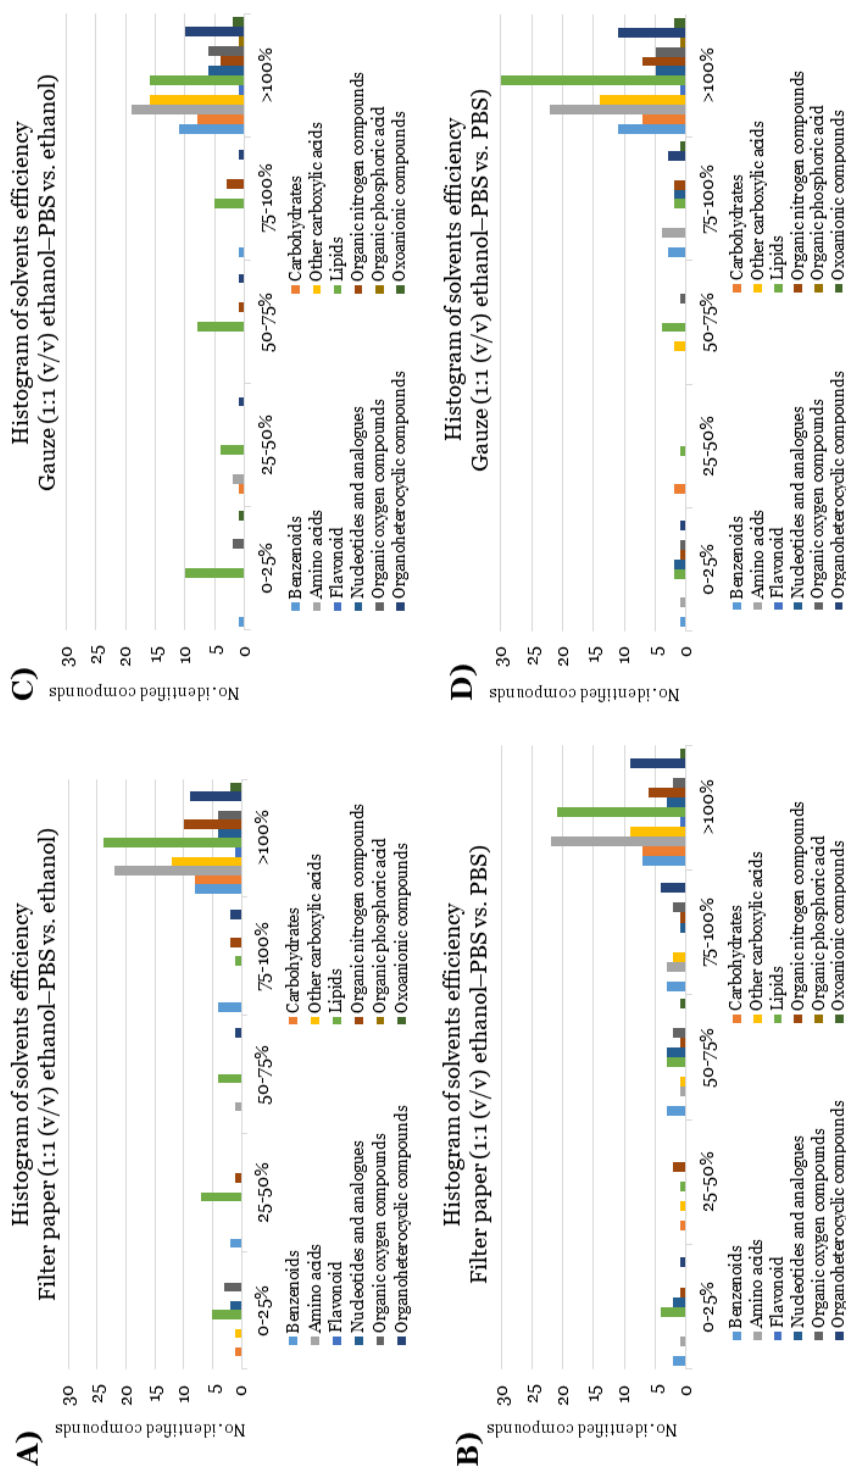 A)
Histogram of solvents efficiency
Filter paper (1:1 (v/v) ethanol–PBS vs. ethanol)
No. identified compounds
30
25
20
15
10
5
0
0-25%
25-50%
50-75%
75-100%
>100%
Benzenoids
Carbohydrates
Amino acids
Other carboxylic acids
Flavonoid
Lipids
Nucleotides and analogues
Organic nitrogen compounds
Organic oxygen compounds
Organic phosphoric acid
Organoheterocyclic compounds
Oxoanionic compounds
B)
Histogram of solvents efficiency
Filter paper (1:1 (v/v) ethanol–PBS vs. PBS)
No. identified compounds
30
25
20
15
10
5
0
0-25%
25-50%
50-75%
75-100%
>100%
Benzenoids
Carbohydrates
Amino acids
Other carboxylic acids
Flavonoid
Lipids
Nucleotides and analogues
Organic nitrogen compounds
Organic oxygen compounds
Organic phosphoric acid
Organoheterocyclic compounds
Oxoanionic compounds
C)
Histogram of solvents efficiency
Gauze (1:1 (v/v) ethanol–PBS vs. ethanol)
No. identified compounds
30
25
20
15
10
5
0
0-25%
25-50%
50-75%
75-100%
>100%
Benzenoids
Carbohydrates
Amino acids
Other carboxylic acids
Flavonoid
Lipids
Nucleotides and analogues
Organic nitrogen compounds
Organic oxygen compounds
Organic phosphoric acid
Organoheterocyclic compounds
Oxoanionic compounds
D)
Histogram of solvents efficiency
Gauze (1:1 (v/v) ethanol–PBS vs. PBS)
No. identified compounds
30
25
20
15
10
5
0
0-25%
25-50%
50-75%
75-100%
>100%
Benzenoids
Carbohydrates
Amino acids
Other carboxylic acids
Flavonoid
Lipids
Nucleotides and analogues
Organic nitrogen compounds
Organic oxygen compounds
Organic phosphoric acid
Organoheterocyclic compounds
Oxoanionic compounds